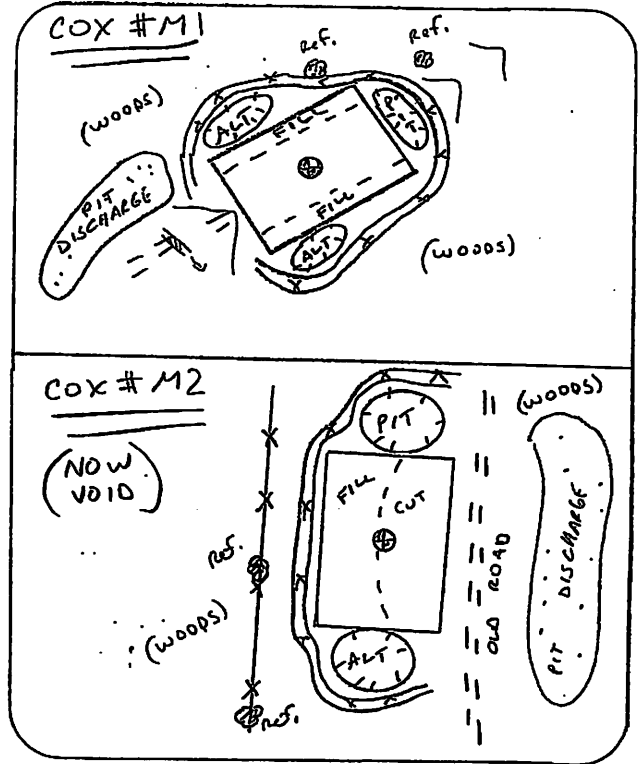 COX # M1
Ref.
Ref.
(WOODS)
ALT
FILL
PIT
PIT
DISCHARGE
FILL
ALT
(WOODS)
COX # M2
(NOW
VOID)
PIT
(WOODS)
FILL
CUT
Ref.
OLD ROAD
PIT DISCHARGE
(WOODS)
ALT
Ref.